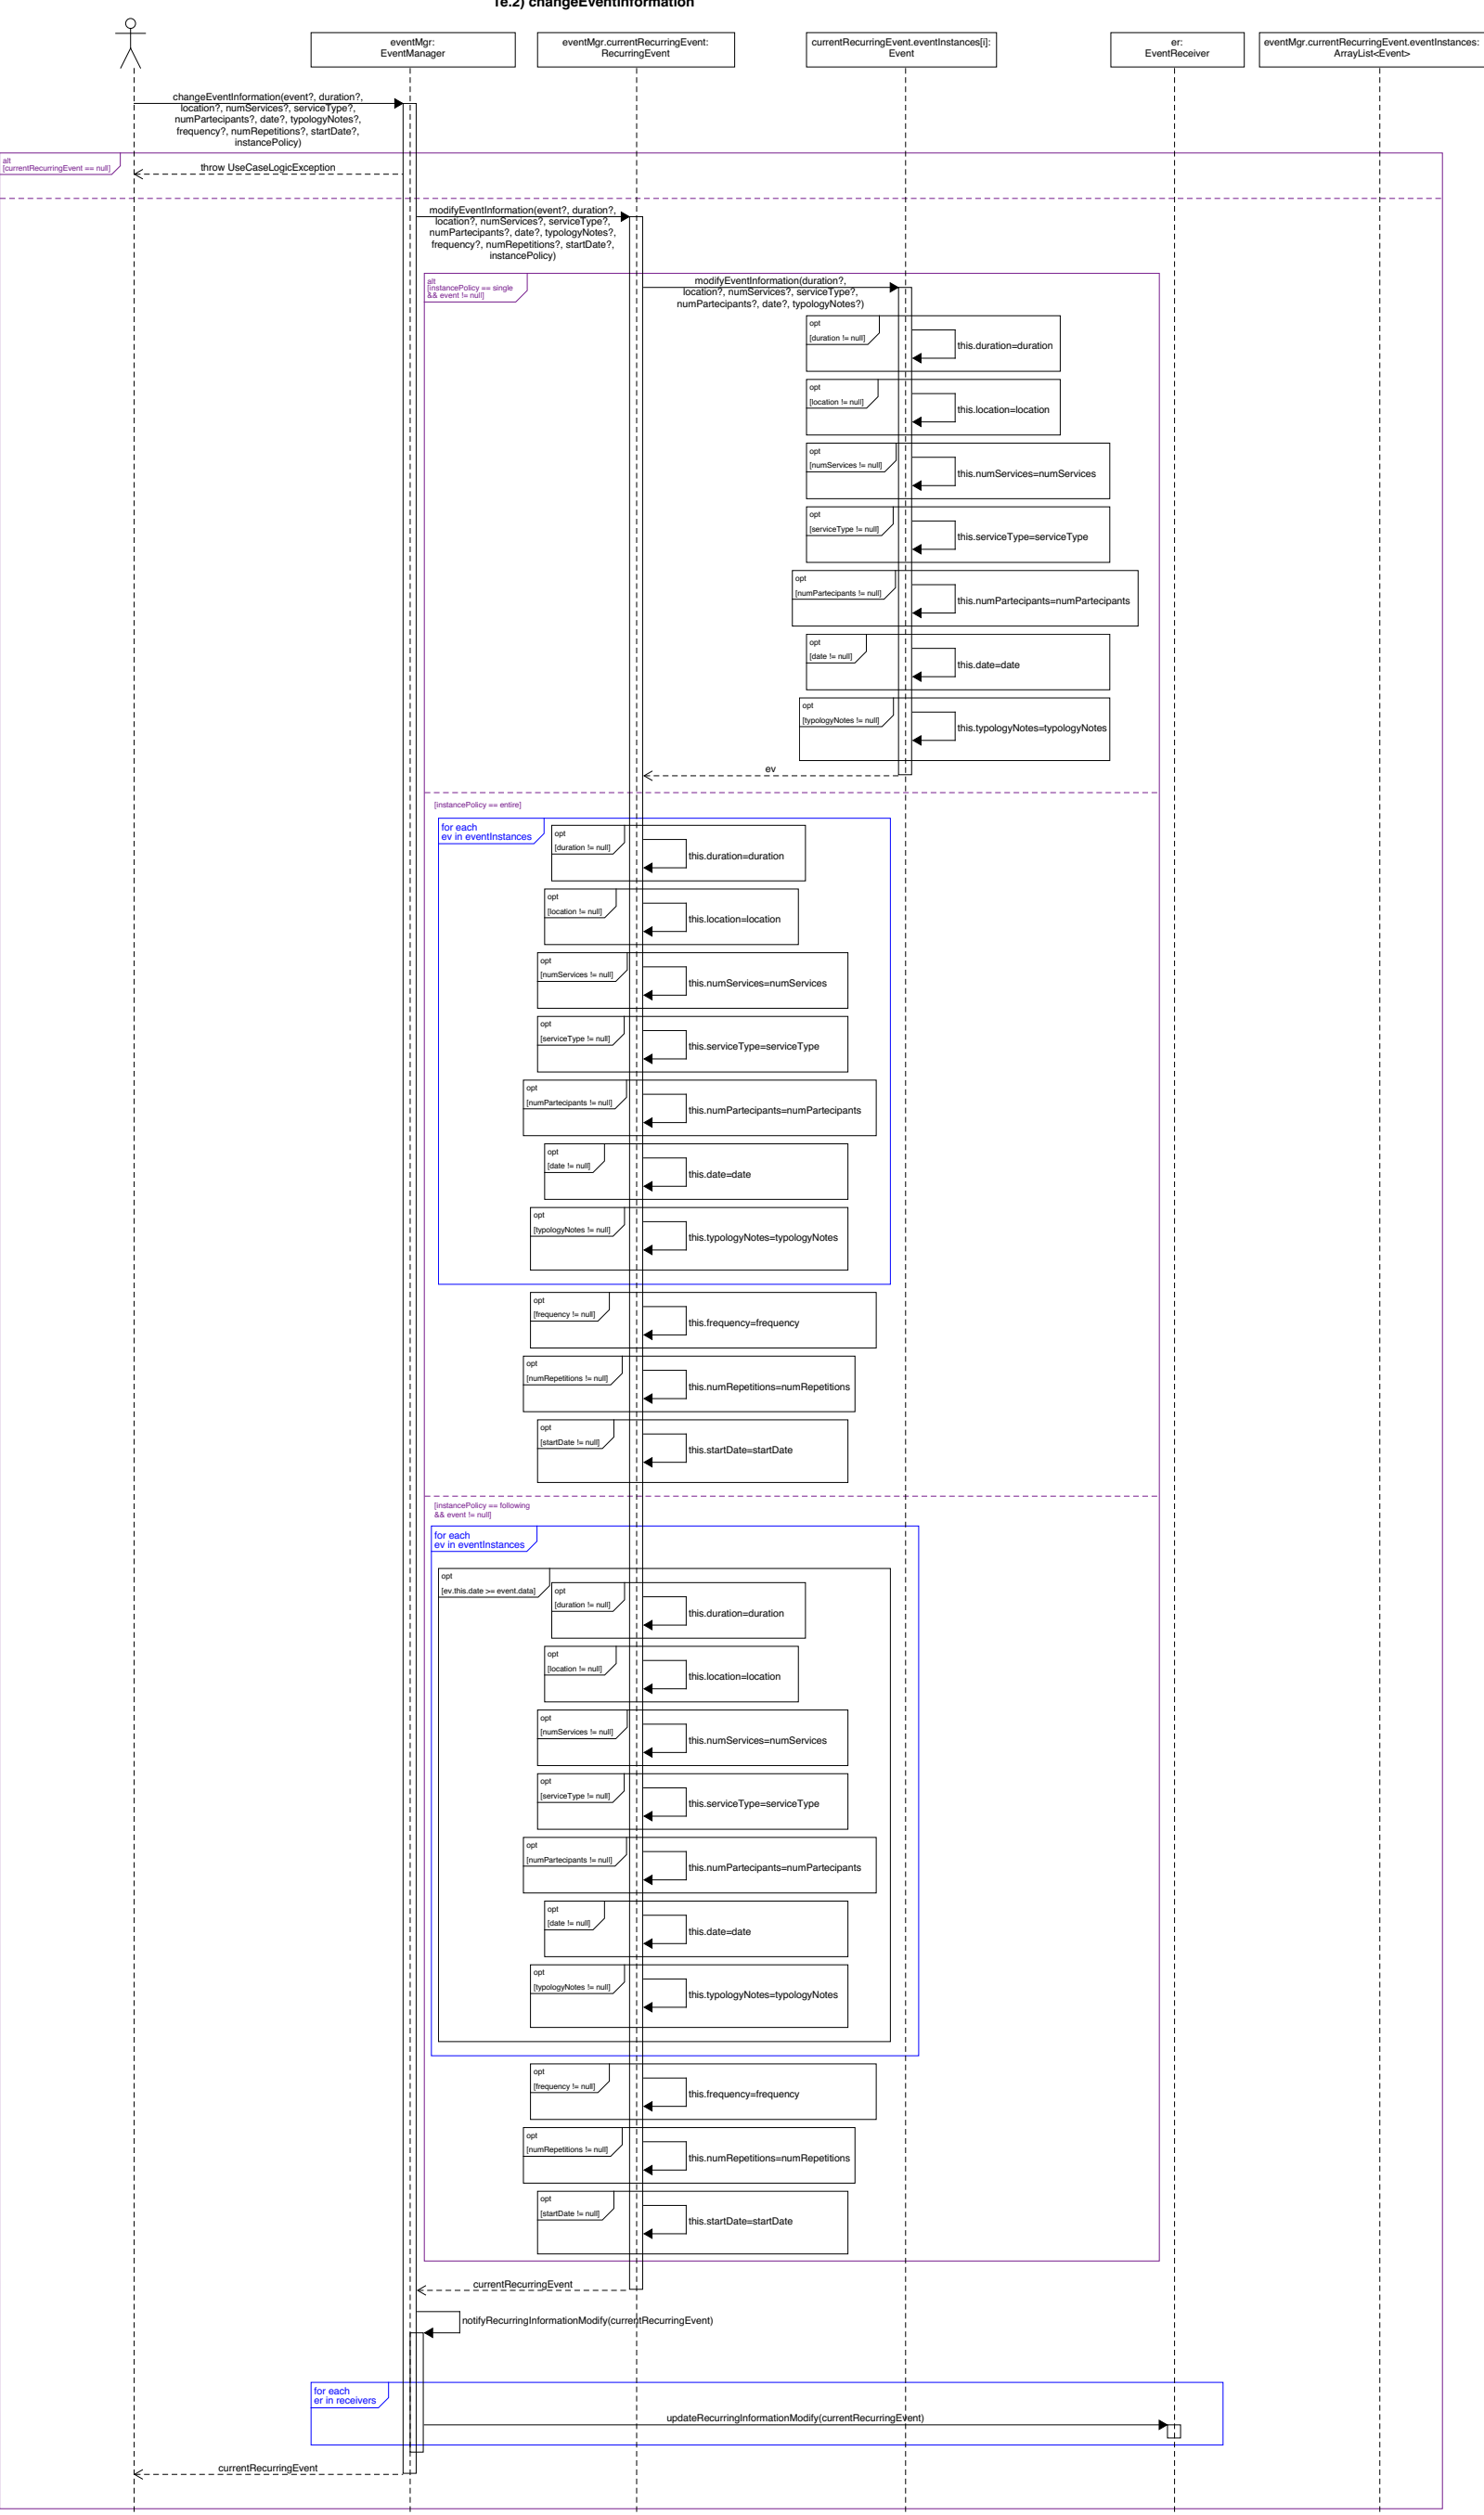 1e.2) changeEventInformation
eventMgr:
EventManager
eventMgr.currentRecurringEvent:
RecurringEvent
currentRecurringEvent.eventInstances[i]:
Event
er:
EventReceiver
eventMgr.currentRecurringEvent.eventInstances:
ArrayList<Event>
changeEventInformation(event?, duration?,
location?, numServices?, serviceType?,
numPartecipants?, date?, typologyNotes?,
frequency?, numRepetitions?, startDate?,
instancePolicy)
alt
[currentRecurringEvent == null]
throw UseCaseLogicException
modifyEventInformation(event?, duration?,
location?, numServices?, serviceType?,
numPartecipants?, date?, typologyNotes?,
frequency?, numRepetitions?, startDate?,
instancePolicy)
alt
[instancePolicy == single
&& event != null]
modifyEventInformation(duration?,
location?, numServices?, serviceType?,
numPartecipants?, date?, typologyNotes?)
opt
[duration != null]
this.duration=duration
opt
[location != null]
this.location=location
opt
[numServices != null]
this.numServices=numServices
opt
[serviceType != null]
this.serviceType=serviceType
opt
[numPartecipants != null]
this.numPartecipants=numPartecipants
opt
[date != null]
this.date=date
opt
[typologyNotes != null]
this.typologyNotes=typologyNotes
ev
[instancePolicy == entire]
for each
ev in eventInstances
opt
[duration != null]
this.duration=duration
opt
[location != null]
this.location=location
opt
[numServices != null]
this.numServices=numServices
opt
[serviceType != null]
this.serviceType=serviceType
opt
[numPartecipants != null]
this.numPartecipants=numPartecipants
opt
[date != null]
this.date=date
opt
[typologyNotes != null]
this.typologyNotes=typologyNotes
opt
[frequency != null]
this.frequency=frequency
opt
[numRepetitions != null]
this.numRepetitions=numRepetitions
opt
[startDate != null]
this.startDate=startDate
[instancePolicy == following
&& event != null]
for each
ev in eventInstances
opt
[ev.this.date >= event.data]
opt
[duration != null]
this.duration=duration
opt
[location != null]
this.location=location
opt
[numServices != null]
this.numServices=numServices
opt
[serviceType != null]
this.serviceType=serviceType
opt
[numPartecipants != null]
this.numPartecipants=numPartecipants
opt
[date != null]
this.date=date
opt
[typologyNotes != null]
this.typologyNotes=typologyNotes
opt
[frequency != null]
this.frequency=frequency
opt
[numRepetitions != null]
this.numRepetitions=numRepetitions
opt
[startDate != null]
this.startDate=startDate
currentRecurringEvent
notifyRecurringInformationModify(currentRecurringEvent)
for each
er in receivers
updateRecurringInformationModify(currentRecurringEvent)
currentRecurringEvent